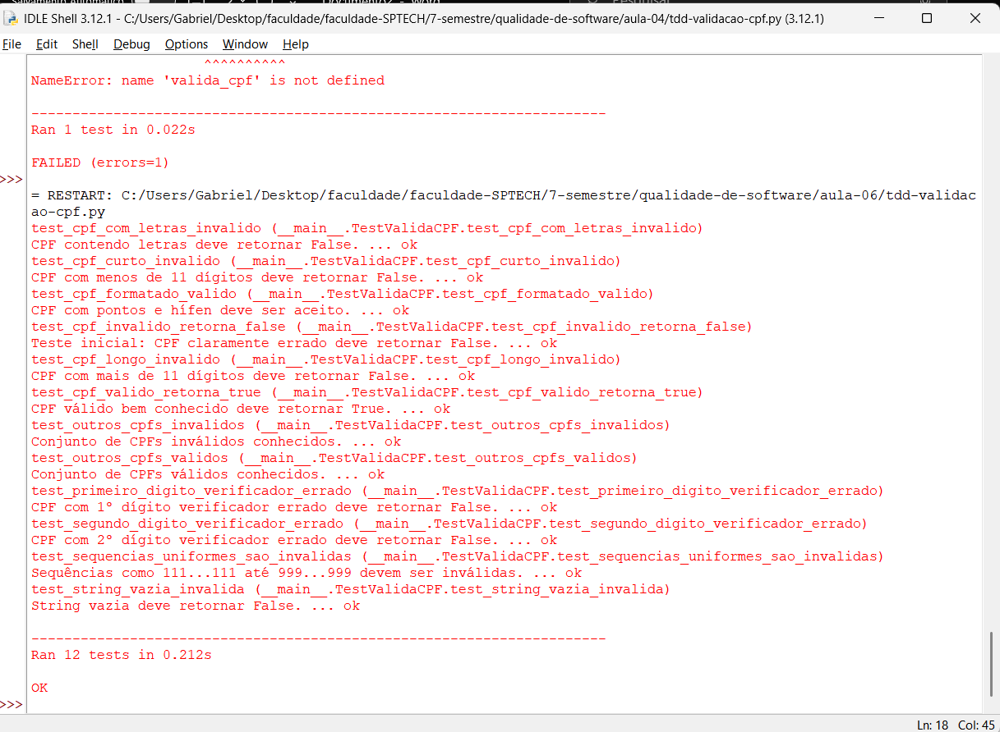 IDLE Shell 3.12.1 - C:/Users/Gabriel/Desktop/faculdade/faculdade-SPTECH/7-semestre/qualidade-de-software/aula-04/tdd-validacao-cpf.py (3.12.1)
File Edit Shell Debug Options Window Help
^^^^^^^^^^
NameError: name 'valida_cpf' is not defined
----------------------------------------------------------------------
Ran 1 test in 0.022s
FAILED (errors=1)
>>>
= RESTART: C:/Users/Gabriel/Desktop/faculdade/faculdade-SPTECH/7-semestre/qualidade-de-software/aula-06/tdd-validac
ao-cpf.py
test_cpf_com_letras_invalido (__main__.TestValidaCPF.test_cpf_com_letras_invalido)
CPF contendo letras deve retornar False. ... ok
test_cpf_curto_invalido (__main__.TestValidaCPF.test_cpf_curto_invalido)
CPF com menos de 11 dígitos deve retornar False. ... ok
test_cpf_formatado_valido (__main__.TestValidaCPF.test_cpf_formatado_valido)
CPF com pontos e hífen deve ser aceito. ... ok
test_cpf_invalido_retorna_false (__main__.TestValidaCPF.test_cpf_invalido_retorna_false)
Teste inicial: CPF claramente errado deve retornar False. ... ok
test_cpf_longo_invalido (__main__.TestValidaCPF.test_cpf_longo_invalido)
CPF com mais de 11 dígitos deve retornar False. ... ok
test_cpf_valido_retorna_true (__main__.TestValidaCPF.test_cpf_valido_retorna_true)
CPF válido bem conhecido deve retornar True. ... ok
test_outros_cpfs_invalidos (__main__.TestValidaCPF.test_outros_cpfs_invalidos)
Conjunto de CPFs inválidos conhecidos. ... ok
test_outros_cpfs_validos (__main__.TestValidaCPF.test_outros_cpfs_validos)
Conjunto de CPFs válidos conhecidos. ... ok
test_primeiro_digito_verificador_errado (__main__.TestValidaCPF.test_primeiro_digito_verificador_errado)
CPF com 1º dígito verificador errado deve retornar False. ... ok
test_segundo_digito_verificador_errado (__main__.TestValidaCPF.test_segundo_digito_verificador_errado)
CPF com 2º dígito verificador errado deve retornar False. ... ok
test_sequencias_uniformes_sao_invalidas (__main__.TestValidaCPF.test_sequencias_uniformes_sao_invalidas)
Sequências como 111...111 até 999...999 devem ser inválidas. ... ok
test_string_vazia_invalida (__main__.TestValidaCPF.test_string_vazia_invalida)
String vazia deve retornar False. ... ok
----------------------------------------------------------------------
Ran 12 tests in 0.212s
OK
>>>
Ln: 18 Col: 45